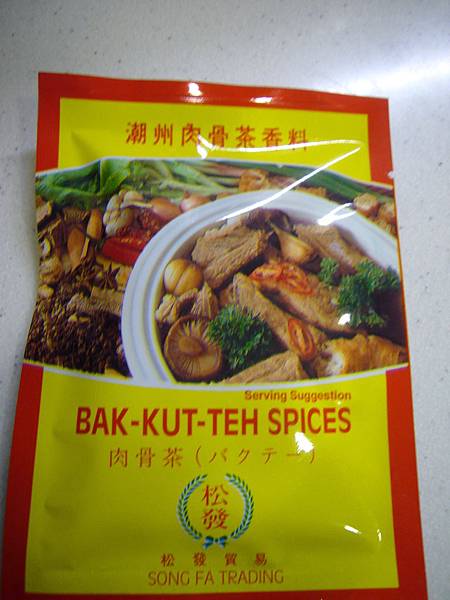 潮州肉骨茶香料
Serving Suggestion
BAK-KUT-TEH SPICES
肉骨茶(バクテー)
松
發
松發貿易
SONG FA TRADING